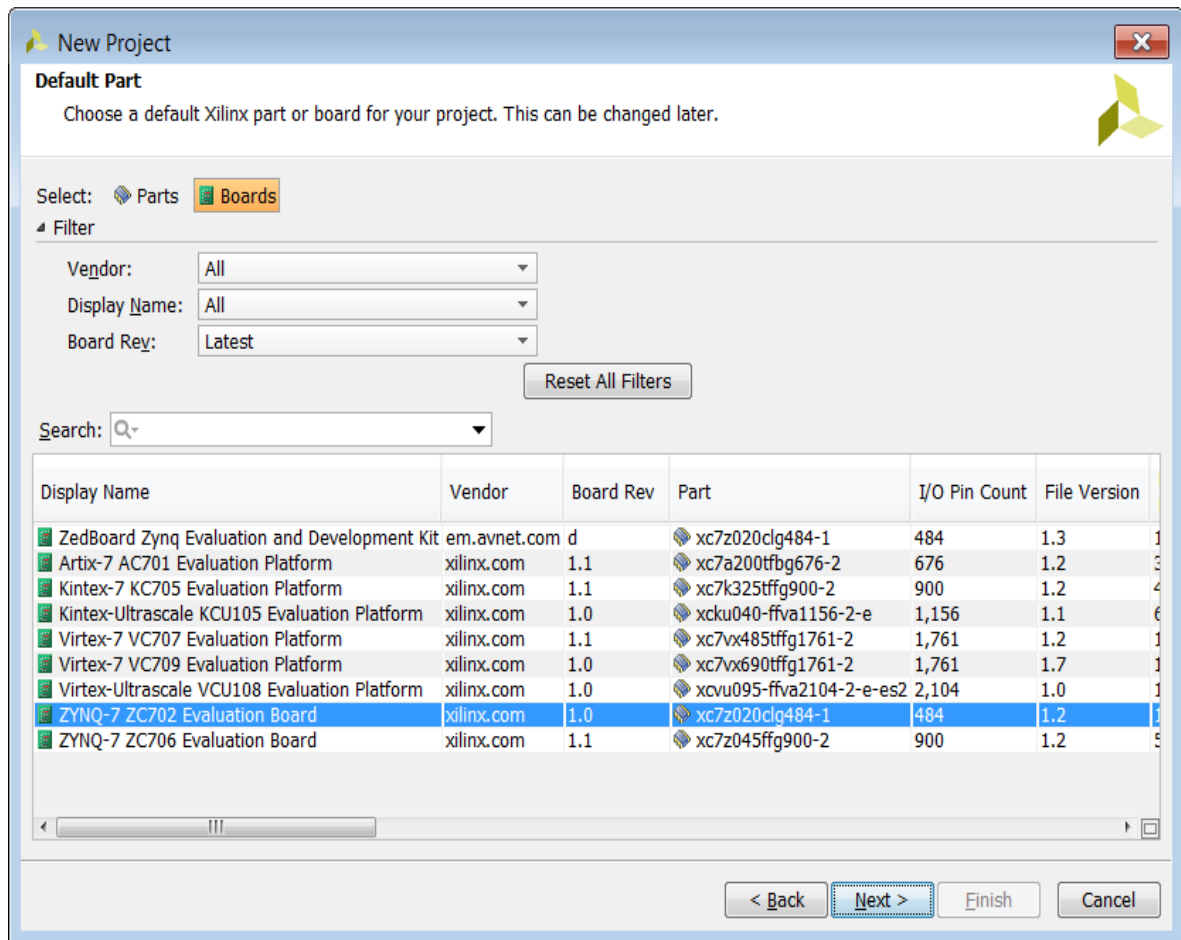 New Project
Default Part
Choose a default Xilinx part or board for your project. This can be changed later.
Select: Parts Boards
Filter
Vendor: All
Display Name: All
Board Rev: Latest
Reset All Filters
Search:
Display Name Vendor Board Rev Part I/O Pin Count File Version
ZedBoard Zynq Evaluation and Development Kit em.avnet.com d xc7z020clg484-1 484 1.3
Artix-7 AC701 Evaluation Platform xilinx.com 1.1 xc7a200tfbg676-2 676 1.2
Kintex-7 KC705 Evaluation Platform xilinx.com 1.1 xc7k325tffg900-2 900 1.2
Kintex-Ultrascale KCU105 Evaluation Platform xilinx.com 1.0 xcku040-ffva1156-2-e 1,156 1.1
Virtex-7 VC707 Evaluation Platform xilinx.com 1.1 xc7vx485tffg1761-2 1,761 1.2
Virtex-7 VC709 Evaluation Platform xilinx.com 1.0 xc7vx690tffg1761-2 1,761 1.7
Virtex-Ultrascale VCU108 Evaluation Platform xilinx.com 1.0 xcvu095-ffva2104-2-e-es2 2,104 1.0
ZYNQ-7 ZC702 Evaluation Board xilinx.com 1.0 xc7z020clg484-1 484 1.2
ZYNQ-7 ZC706 Evaluation Board xilinx.com 1.1 xc7z045ffg900-2 900 1.2
< Back Next > Finish Cancel